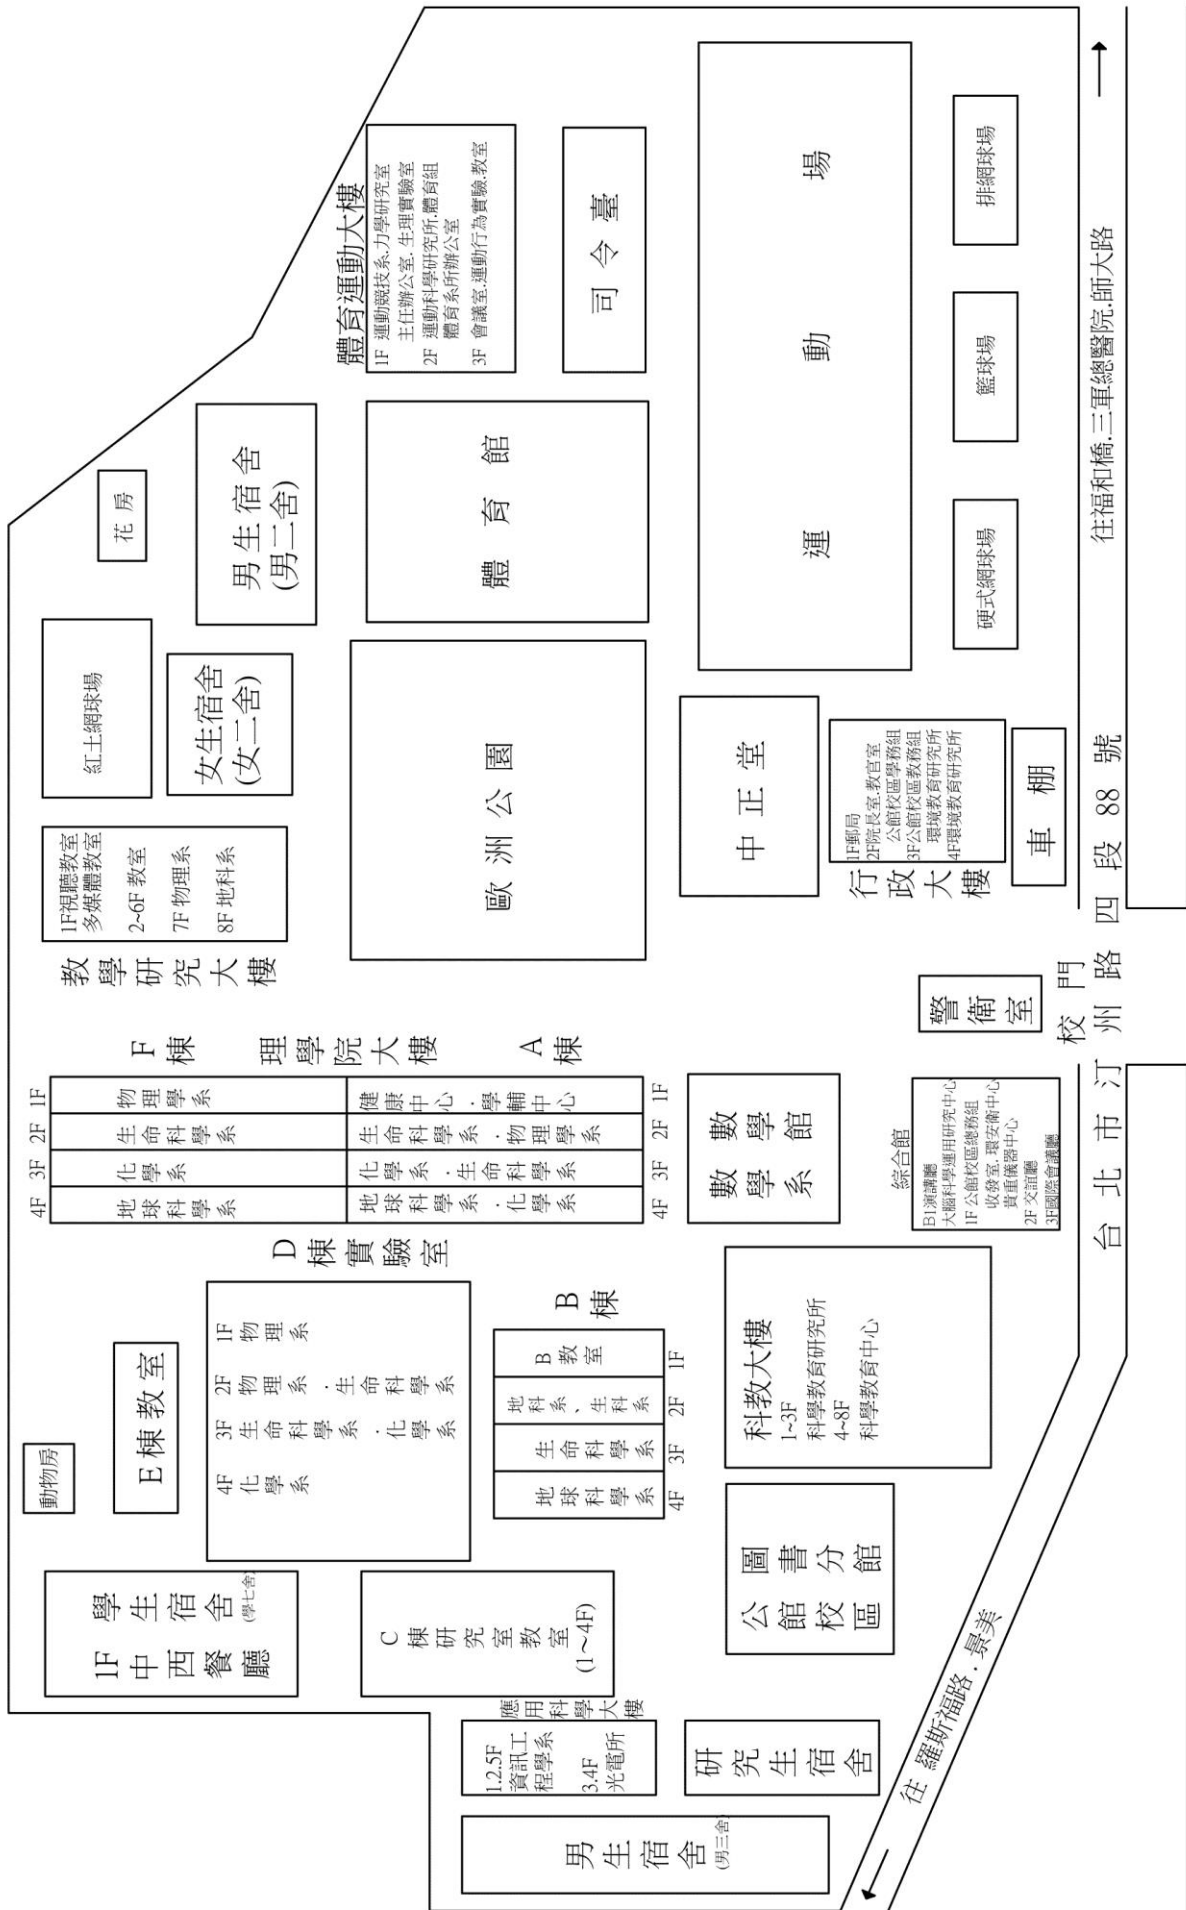 動物房
E棟教室
花房
紅土網球場
女生宿舍
(女二舍)
男生宿舍
(男二舍)
教學研究大樓
1F視聽教室
多媒體教室
2~6F 教室
7F 物理系
8F 地科系
學生宿舍
(學七舍)
1F
中西餐廳
D
棟實驗室
1F 物理系
2F 物理系．生命科學系
3F 生命科學系．化學系
4F 化學系
F棟
理學院大樓
A棟
1F 物理學系
健康中心．學輔中心 1F
2F 生命科學系
生命科學系．物理學系 2F
3F 化學系
化學系．生命科學系 3F
4F 地球科學系
地球科學系．化學系 4F
體育運動大樓
1F 運動競技系.力學研究室
主任辦公室. 生理實驗室
2F 運動科學研究所.體育組
體育系所辦公室
3F 會議室.運動行為實驗.教室
C
棟研究室教室
(1～4F)
B棟
B教室 1F
地科系、生科系 2F
生命科學系 3F
地球科學系 4F
歐洲公園
體育館
司令臺
應用科學大樓
1.2.5F
資訊工
程學系
3.4F
光電所
男生宿舍
(男三舍)
研究生宿舍
圖書分館
公館校區
科教大樓
1~3F
科學教育研究所
4~8F
科學教育中心
數學館
數學系
中正堂
運動場
綜合館
B1演講廳
大腦科學運用研究中心
1F 公館校區總務組
收發室. 環安衛中心
貴重儀器中心
2F 交誼廳
3F國際會議廳
警衛室
行政大樓
1F郵局
2F院長室.教官室
公館校區學務組
3F公館校區教務組
環境教育研究所
4F環境教育研究所
車棚
硬式網球場
籃球場
排網球場
校門
台北市汀州路四段 88 號
往 羅斯福路．景美
往福和橋.三軍總醫院.師大路